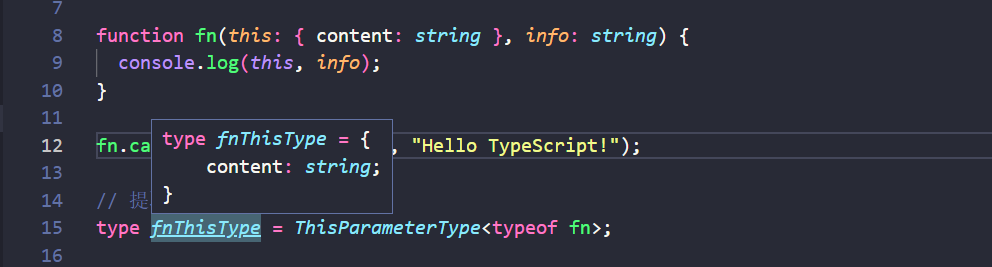 7
8 function fn(this: { content: string }, info: string) {
9 console.log(this, info);
10 }
11
12 fn.ca , "Hello TypeScript!");
type fnThisType = {
content: string;
}
13
14 // 提
15 type fnThisType = ThisParameterType<typeof fn>;
16